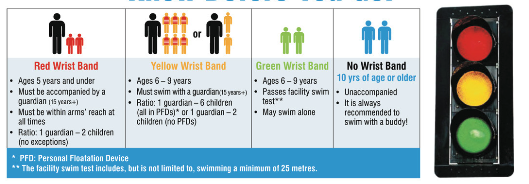 or
Red Wrist Band
• Ages 5 years and under
• Must be accompanied by a
guardian (15 years+)
• Must be within arms' reach at
all times
• Ratio: 1 guardian – 2 children
(no exceptions)
Yellow Wrist Band
• Ages 6 – 9 years
• Must swim with a guardian(15 years+)
• Ratio: 1 guardian – 6 children
(all in PFDs)* or 1 guardian – 2
children (no PFDs)
Green Wrist Band
• Ages 6 – 9 years
• Passes facility swim
test**
• May swim alone
No Wrist Band
10 yrs of age or older
• Unaccompanied
• It is always
recommended to
swim with a buddy!
* PFD: Personal Floatation Device
** The facility swim test includes, but is not limited to, swimming a minimum of 25 metres.